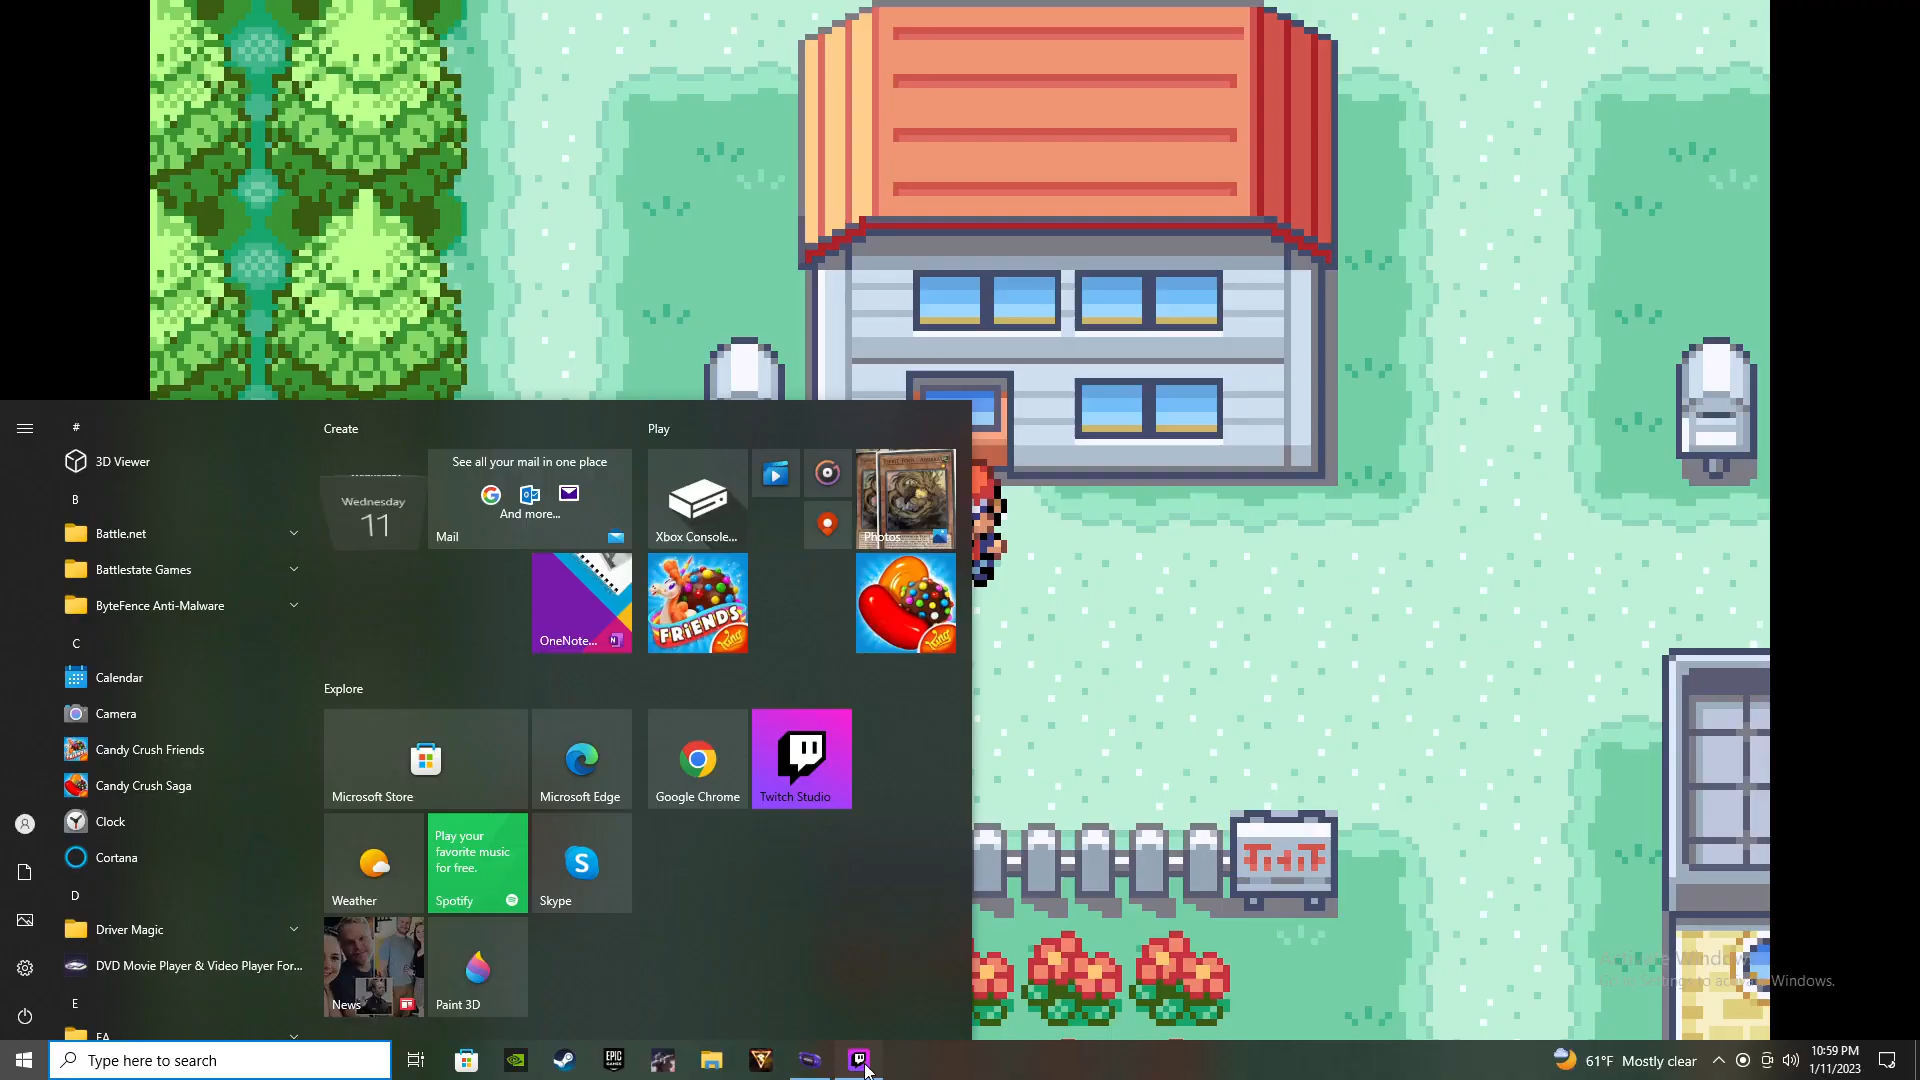 #
3D Viewer
B
Battle.net
Battlestate Games
ByteFence Anti-Malware
C
Calendar
Camera
Candy Crush Friends
Candy Crush Saga
Clock
Cortana
D
Driver Magic
DVD Movie Player & Video Player For...
E
EA
Create
Wednesday
11
See all your mail in one place
And more...
Mail
OneNote...
Play
Xbox Console...
Photos
FRIENDS
King
King
Explore
Microsoft Store
Microsoft Edge
Google Chrome
Twitch Studio
Weather
Play your
favorite music
for free.
Spotify
Skype
News
Paint 3D
Type here to search
EPIC
GAMES
61°F Mostly clear
10:59 PM
1/11/2023
Windows.